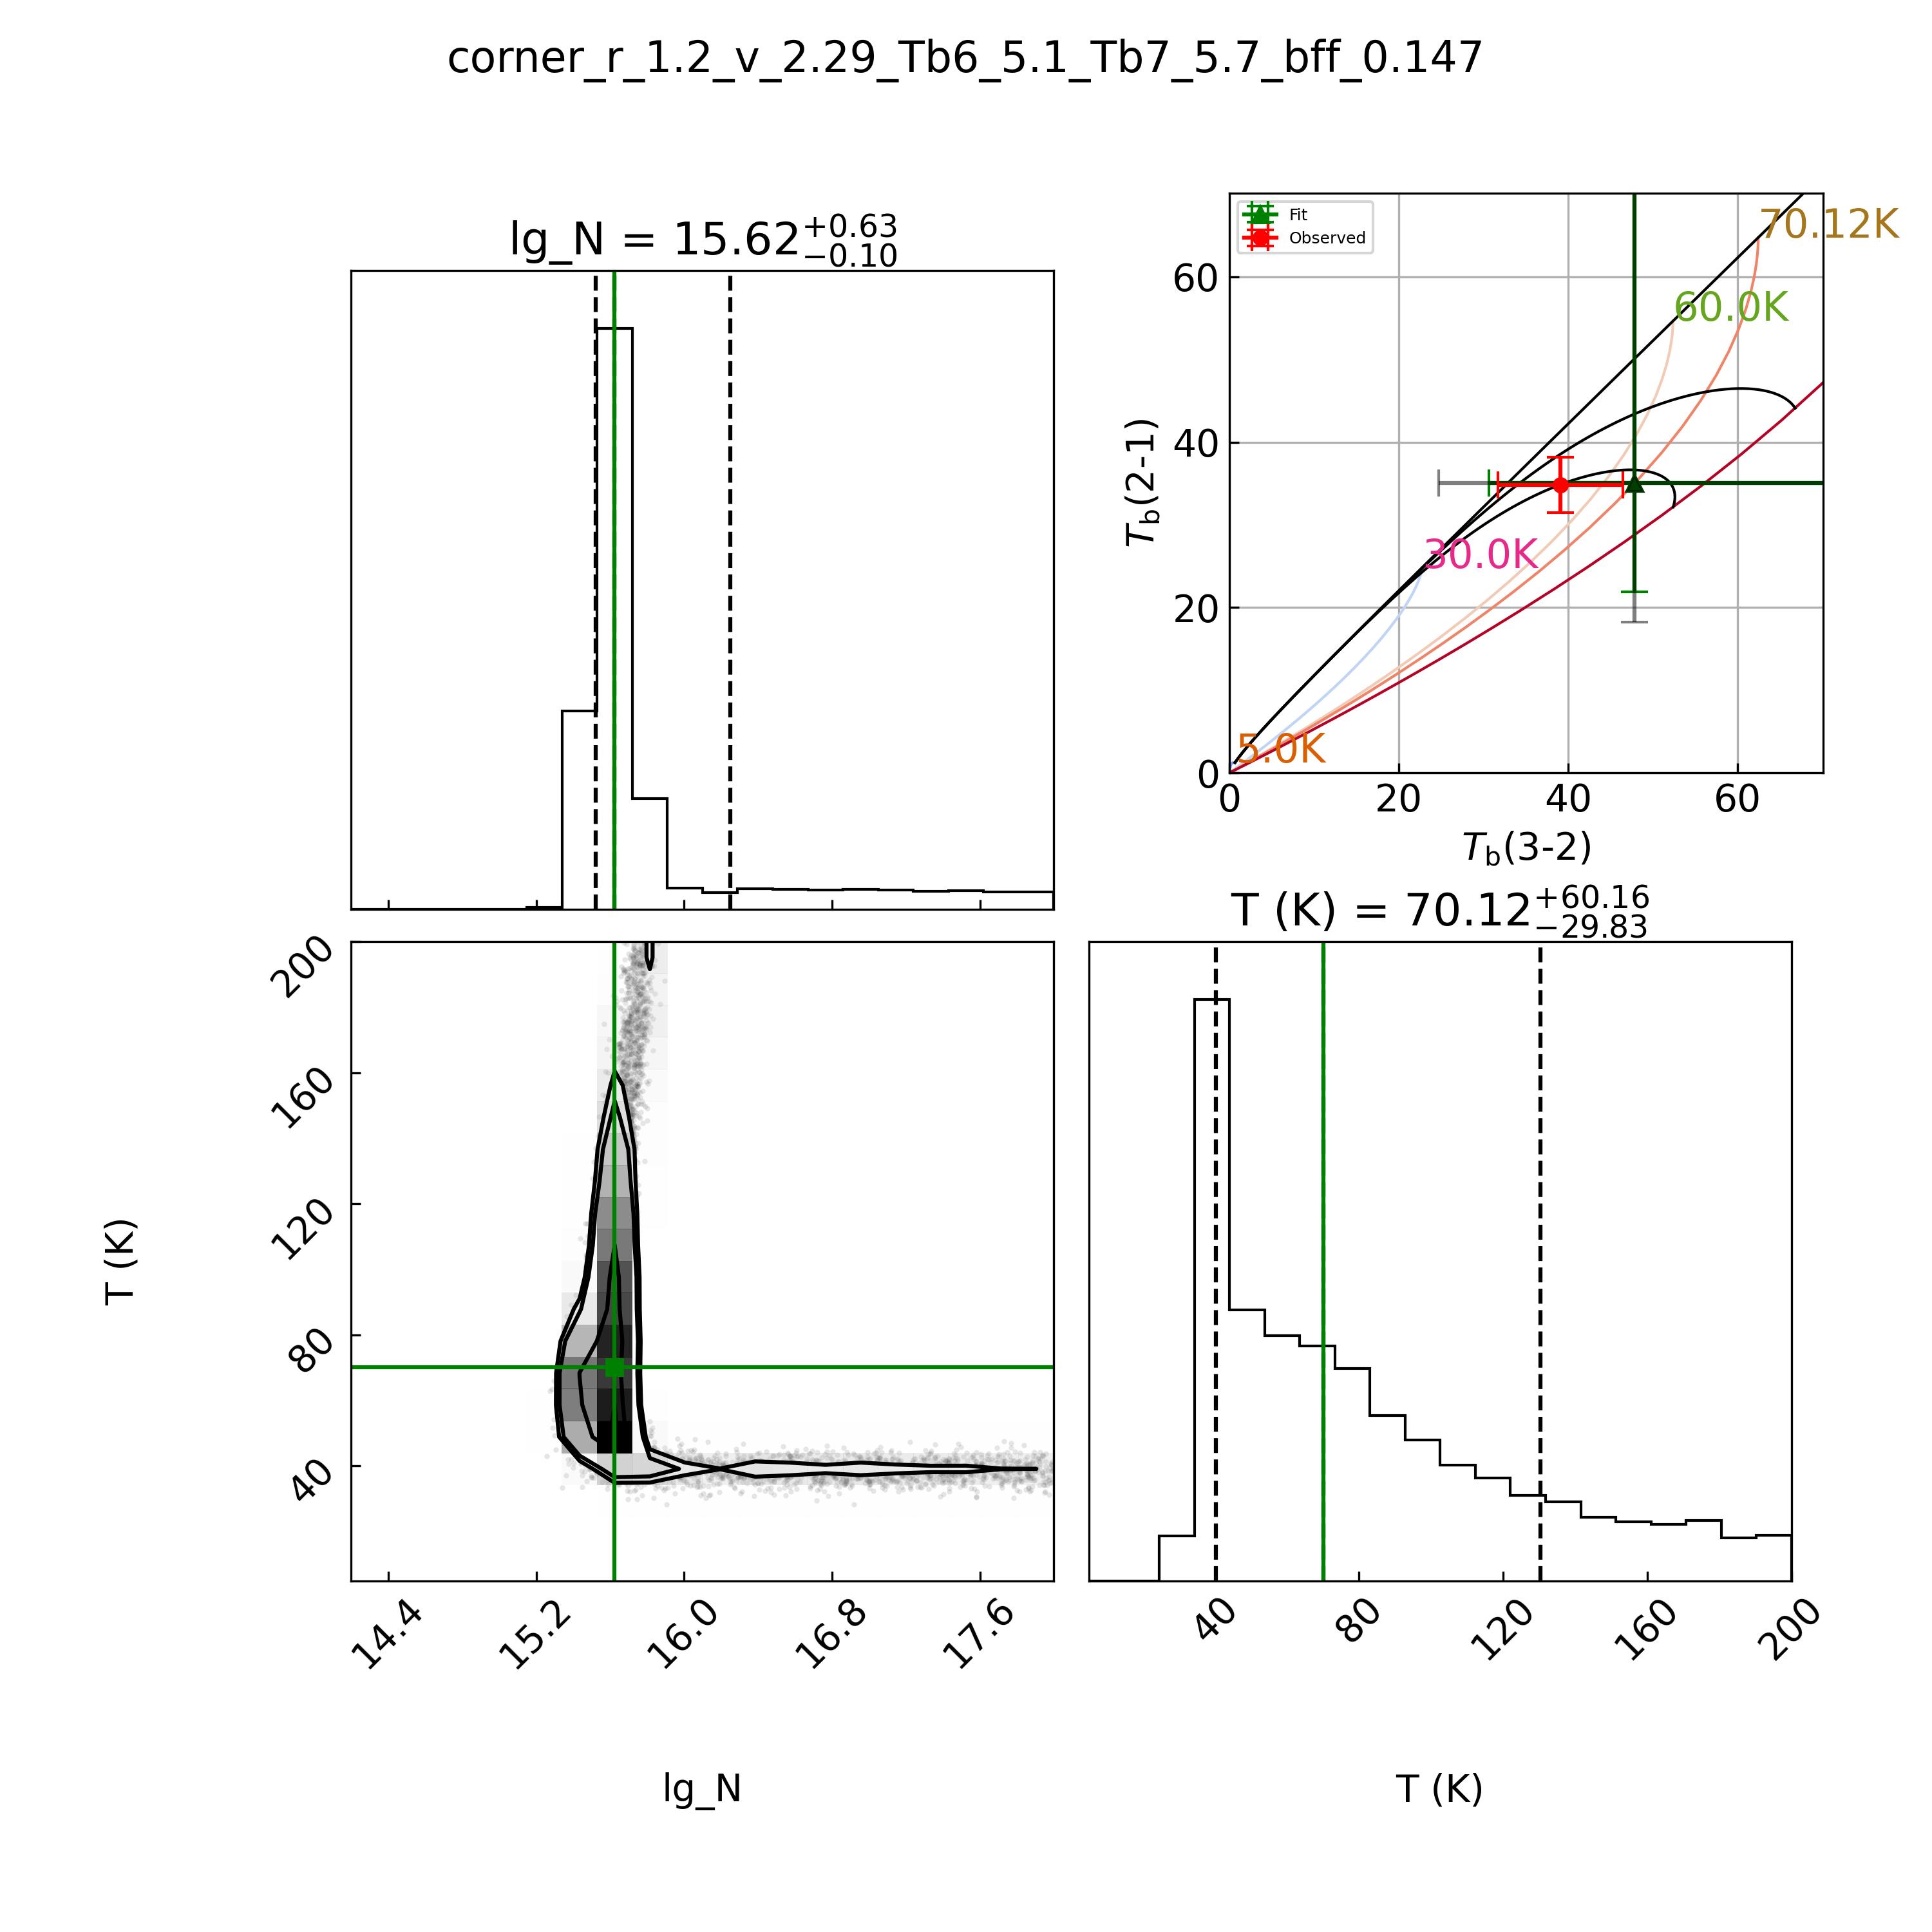 corner_r_1.2_v_2.29_Tb6_5.1_Tb7_5.7_bff_0.147
lg_N = 15.62+0.63−0.10
Fit
Observed
70.12K
60.0K
30.0K
5.0K
60
40
20
0
Tb(2-1)
0 20 40 60
Tb(3-2)
T (K) = 70.12+60.16−29.83
200
160
120
80
40
T (K)
14.4 15.2 16.0 16.8 17.6
lg_N
40 80 120 160 200
T (K)